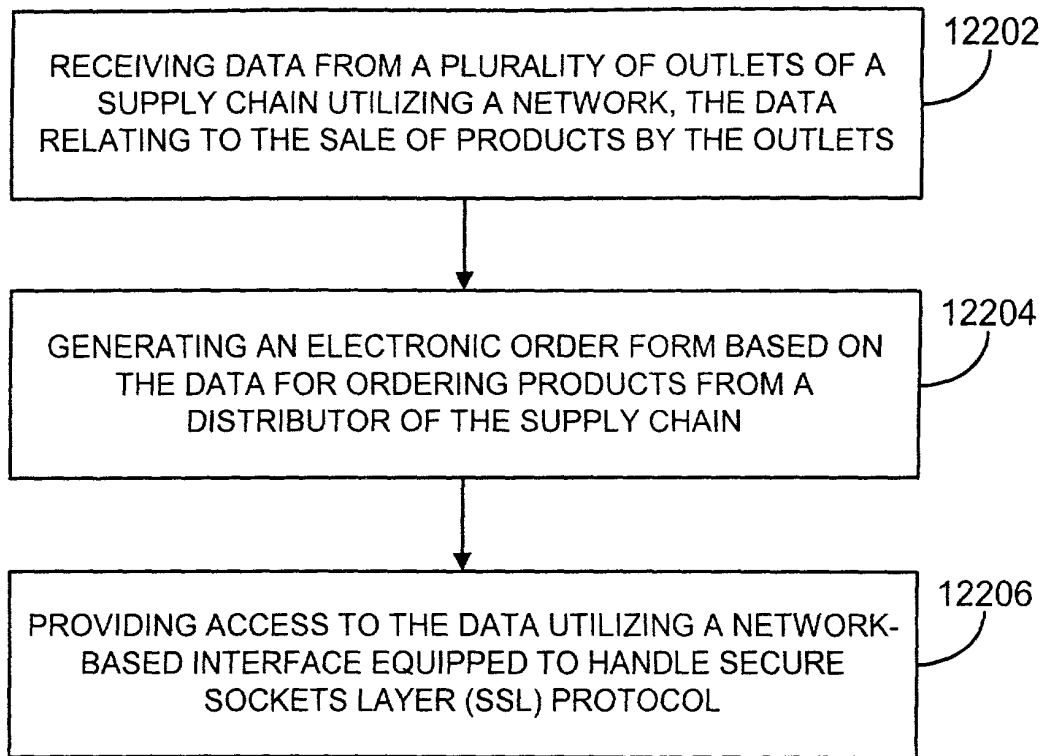 12202
RECEIVING DATA FROM A PLURALITY OF OUTLETS OF A
SUPPLY CHAIN UTILIZING A NETWORK, THE DATA
RELATING TO THE SALE OF PRODUCTS BY THE OUTLETS
12204
GENERATING AN ELECTRONIC ORDER FORM BASED ON
THE DATA FOR ORDERING PRODUCTS FROM A
DISTRIBUTOR OF THE SUPPLY CHAIN
12206
PROVIDING ACCESS TO THE DATA UTILIZING A NETWORK-
BASED INTERFACE EQUIPPED TO HANDLE SECURE
SOCKETS LAYER (SSL) PROTOCOL